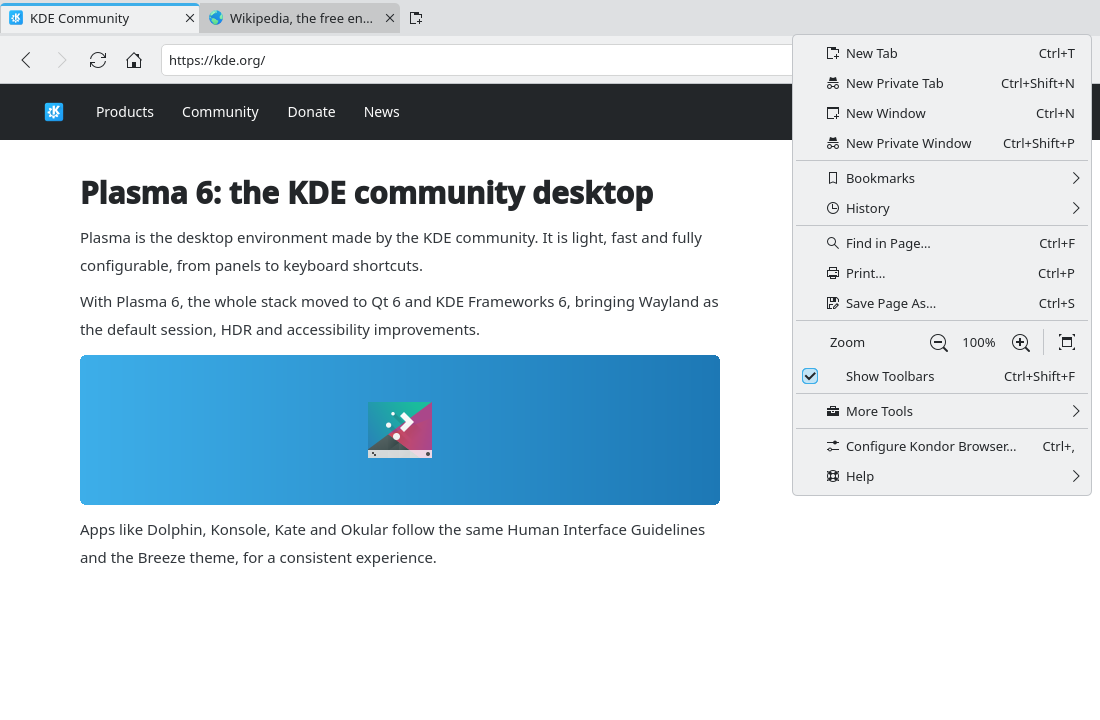 KDE Community
Wikipedia, the free en...
https://kde.org/
Products Community Donate News
Plasma 6: the KDE community desktop
Plasma is the desktop environment made by the KDE community. It is light, fast and fully
configurable, from panels to keyboard shortcuts.
With Plasma 6, the whole stack moved to Qt 6 and KDE Frameworks 6, bringing Wayland as
the default session, HDR and accessibility improvements.
Apps like Dolphin, Konsole, Kate and Okular follow the same Human Interface Guidelines
and the Breeze theme, for a consistent experience.
New Tab Ctrl+T
New Private Tab Ctrl+Shift+N
New Window Ctrl+N
New Private Window Ctrl+Shift+P
Bookmarks
History
Find in Page... Ctrl+F
Print... Ctrl+P
Save Page As... Ctrl+S
Zoom 100%
Show Toolbars Ctrl+Shift+F
More Tools
Configure Kondor Browser... Ctrl+,
Help